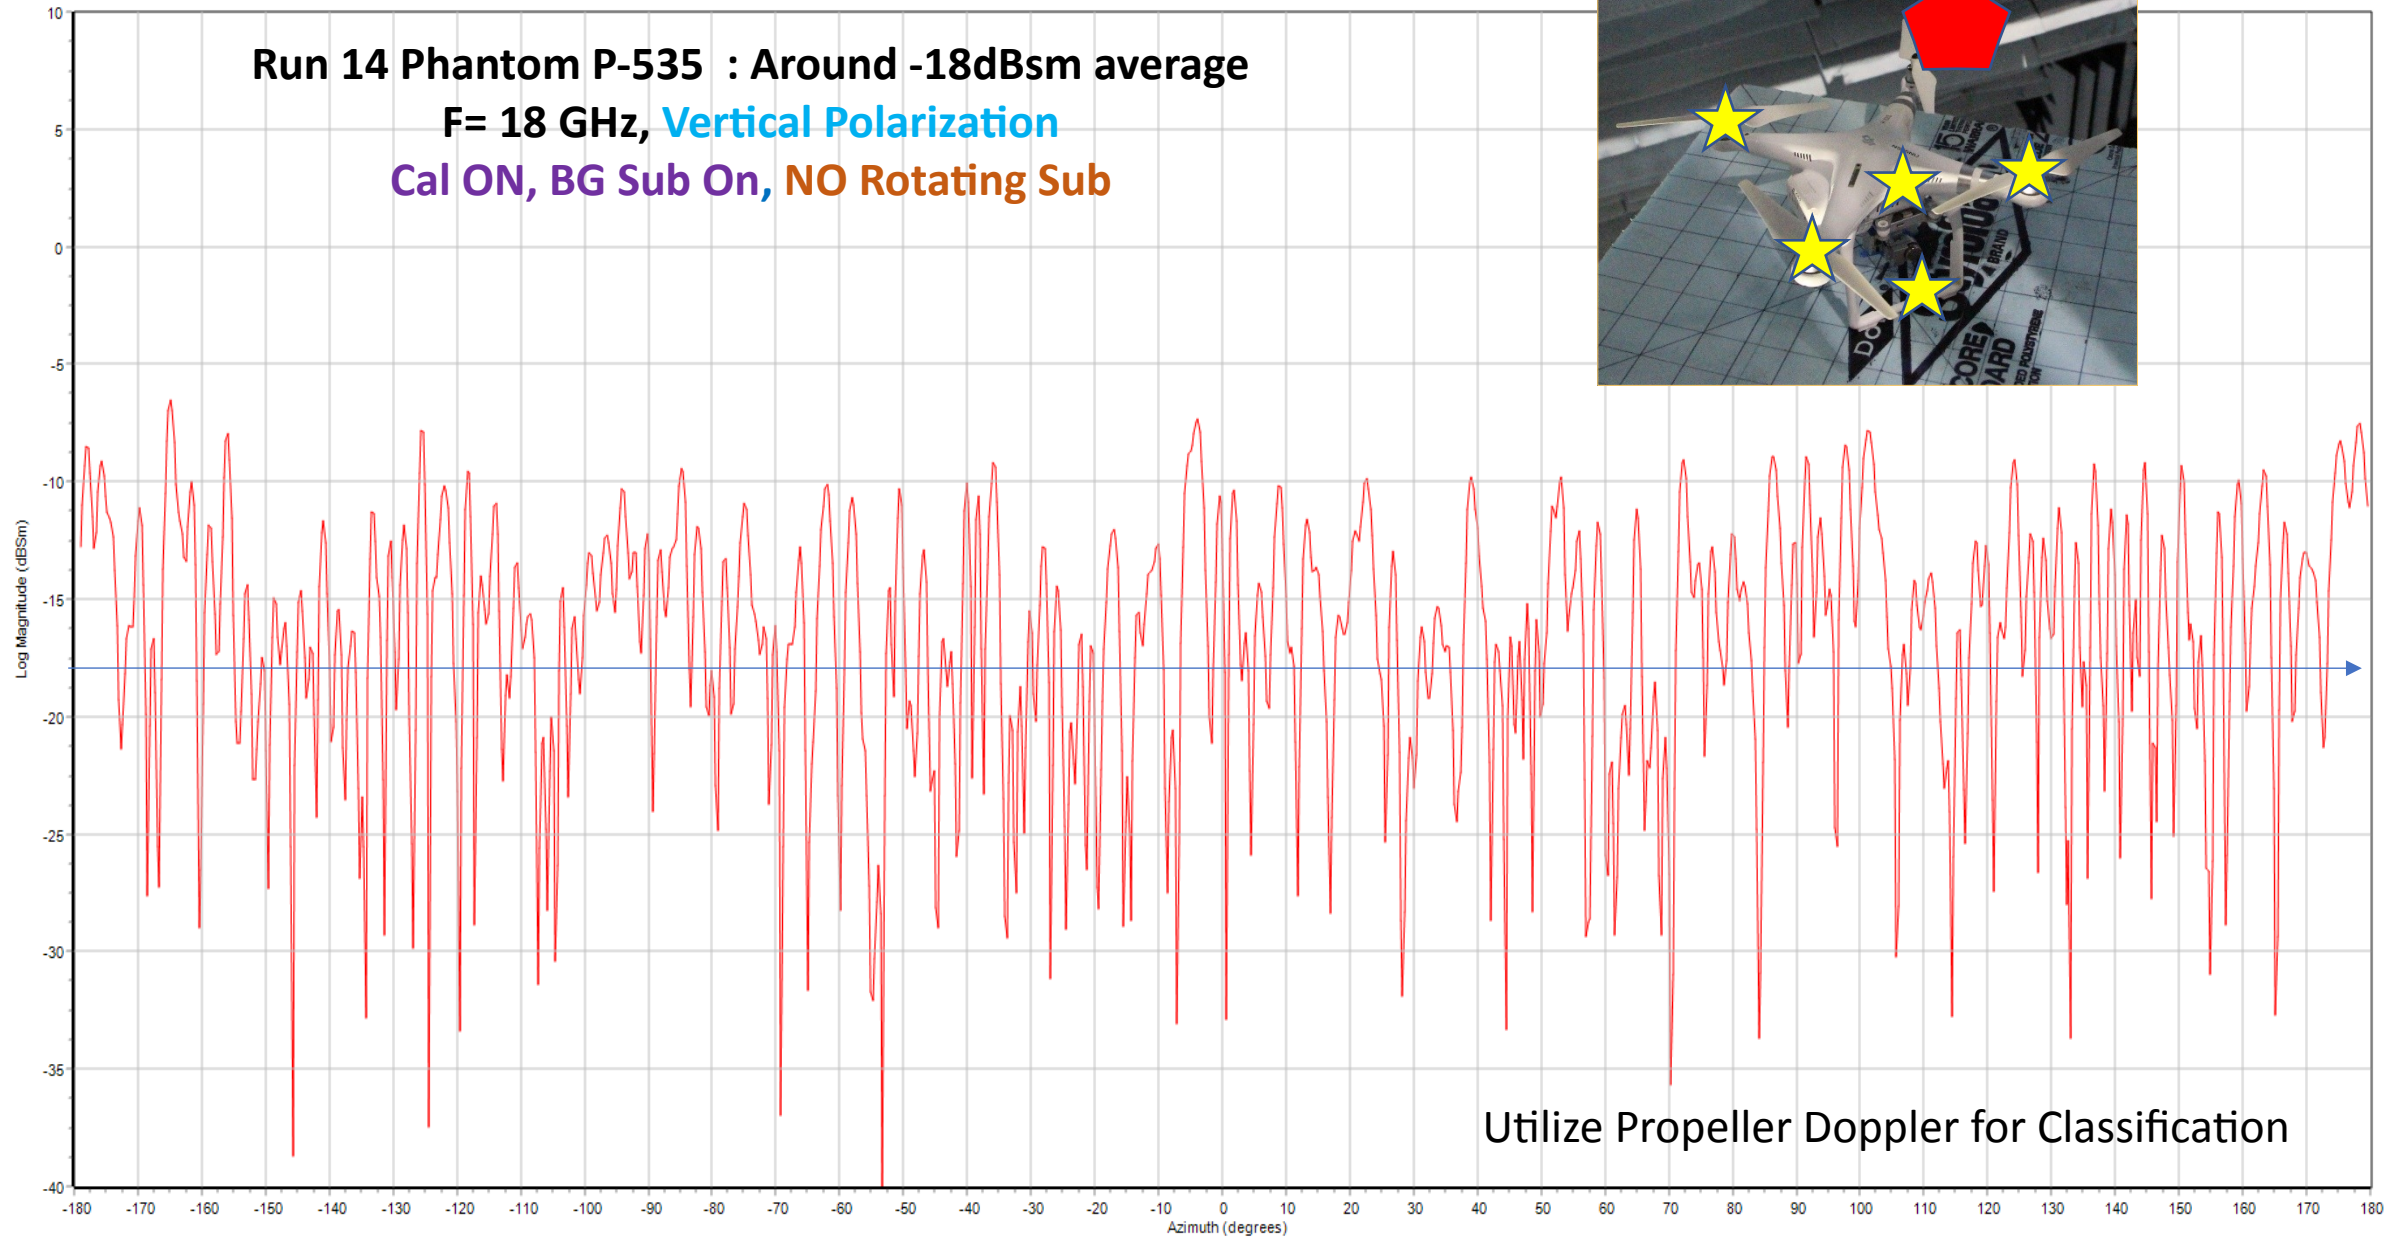 Run 14 Phantom P-535 : Around -18dBsm average
F= 18 GHz, Vertical Polarization
Cal ON, BG Sub On, NO Rotating Sub
10
5
0
-5
-10
-15
-20
-25
-30
-35
-40
Log Magnitude (dBSm)
BRAND
DO
CORE
OARD
Utilize Propeller Doppler for Classification
-180 -170 -160 -150 -140 -130 -120 -110 -100 -90 -80 -70 -60 -50 -40 -30 -20 -10 0 10 20 30 40 50 60 70 80 90 100 110 120 130 140 150 160 170 180
Azimuth (degrees)